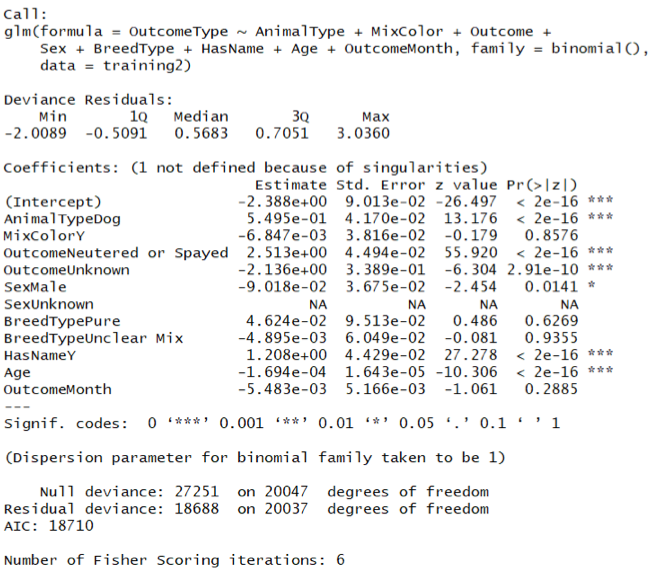 Call:
glm(formula = OutcomeType ~ AnimalType + MixColor + Outcome +
    Sex + BreedType + HasName + Age + OutcomeMonth, family = binomial(),
    data = training2)

Deviance Residuals:
    Min      1Q  Median      3Q     Max
-2.0089 -0.5091  0.5683  0.7051  3.0360

Coefficients: (1 not defined because of singularities)
                            Estimate Std. Error z value Pr(>|z|)
(Intercept)               -2.388e+00  9.013e-02 -26.497  < 2e-16 ***
AnimalTypeDog              5.495e-01  4.170e-02  13.176  < 2e-16 ***
MixColorY                 -6.847e-03  3.816e-02  -0.179   0.8576
OutcomeNeutered or Spayed  2.513e+00  4.494e-02  55.920  < 2e-16 ***
OutcomeUnknown            -2.136e+00  3.389e-01  -6.304 2.91e-10 ***
SexMale                   -9.018e-02  3.675e-02  -2.454   0.0141 *
SexUnknown                        NA         NA      NA       NA
BreedTypePure              4.624e-02  9.513e-02   0.486   0.6269
BreedTypeUnclear Mix      -4.895e-03  6.049e-02  -0.081   0.9355
HasNameY                   1.208e+00  4.429e-02  27.278  < 2e-16 ***
Age                       -1.694e-04  1.643e-05 -10.306  < 2e-16 ***
OutcomeMonth              -5.483e-03  5.166e-03  -1.061   0.2885
---
Signif. codes:  0 ‘***’ 0.001 ‘**’ 0.01 ‘*’ 0.05 ‘.’ 0.1 ‘ ’ 1

(Dispersion parameter for binomial family taken to be 1)

    Null deviance: 27251  on 20047  degrees of freedom
Residual deviance: 18688  on 20037  degrees of freedom
AIC: 18710

Number of Fisher Scoring iterations: 6